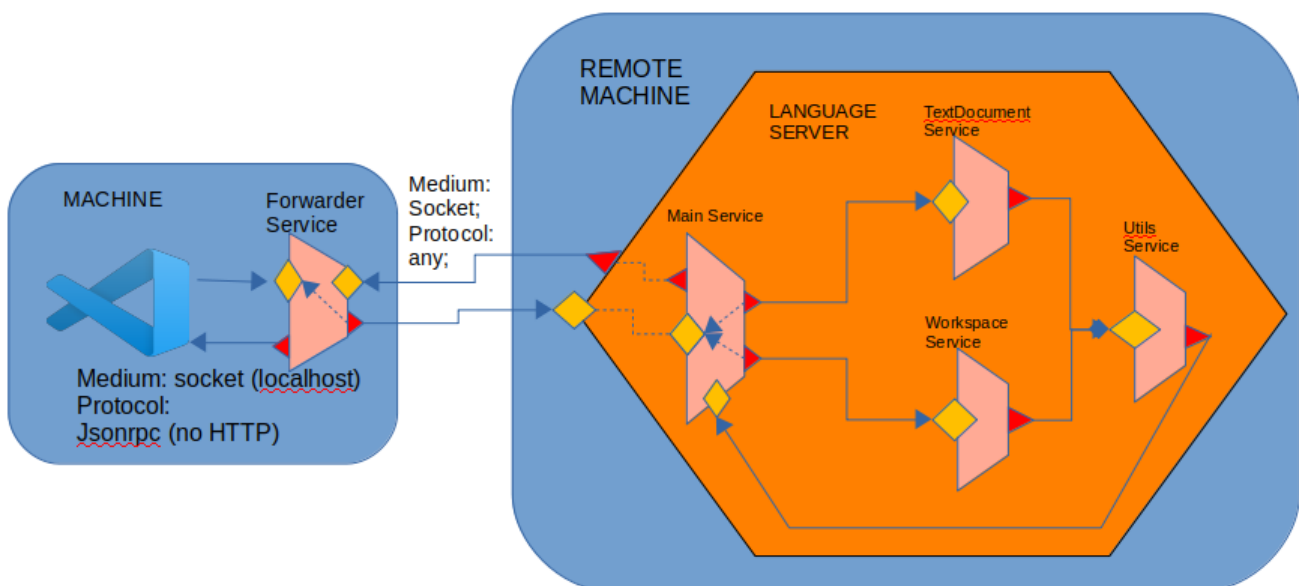 MACHINE
Forwarder
Service
Medium: socket (localhost)
Protocol:
Jsonrpc (no HTTP)
Medium:
Socket;
Protocol:
any;
REMOTE
MACHINE
LANGUAGE
SERVER
Main Service
TextDocument
Service
Workspace
Service
Utils
Service